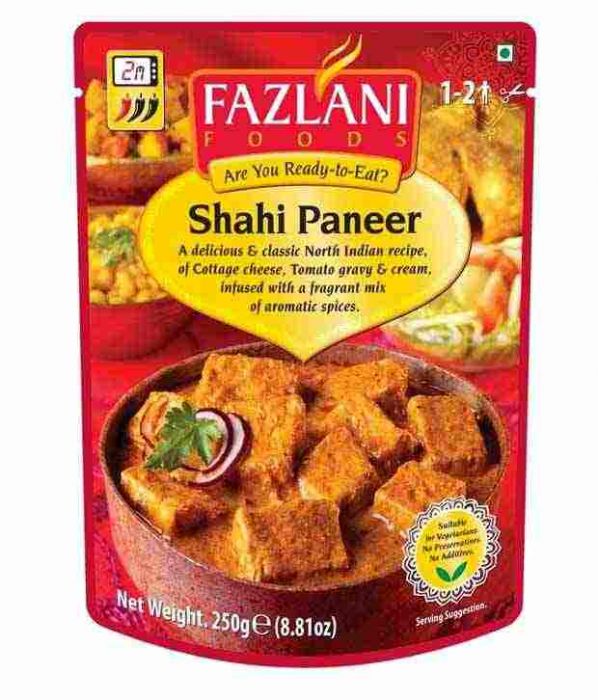 2m
1-2
FAZLANI
FOODS
Are You Ready-to-Eat?
Shahi Paneer
A delicious & classic North Indian recipe,
of Cottage cheese, Tomato gravy & cream,
infused with a fragrant mix
of aromatic spices.
Suitable
for Vegetarians
No Preservatives
No Additives.
Net Weight. 250g e (8.81oz)
Serving Suggestion.